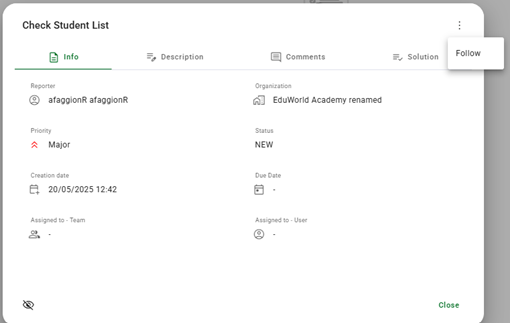 Check Student List
Follow
Info
Description
Comments
Solution
Reporter
afaggionR afaggionR
Organization
EduWorld Academy renamed
Priority
Major
Status
NEW
Creation date
20/05/2025 12:42
Due Date
-
Assigned to - Team
-
Assigned to - User
-
Close